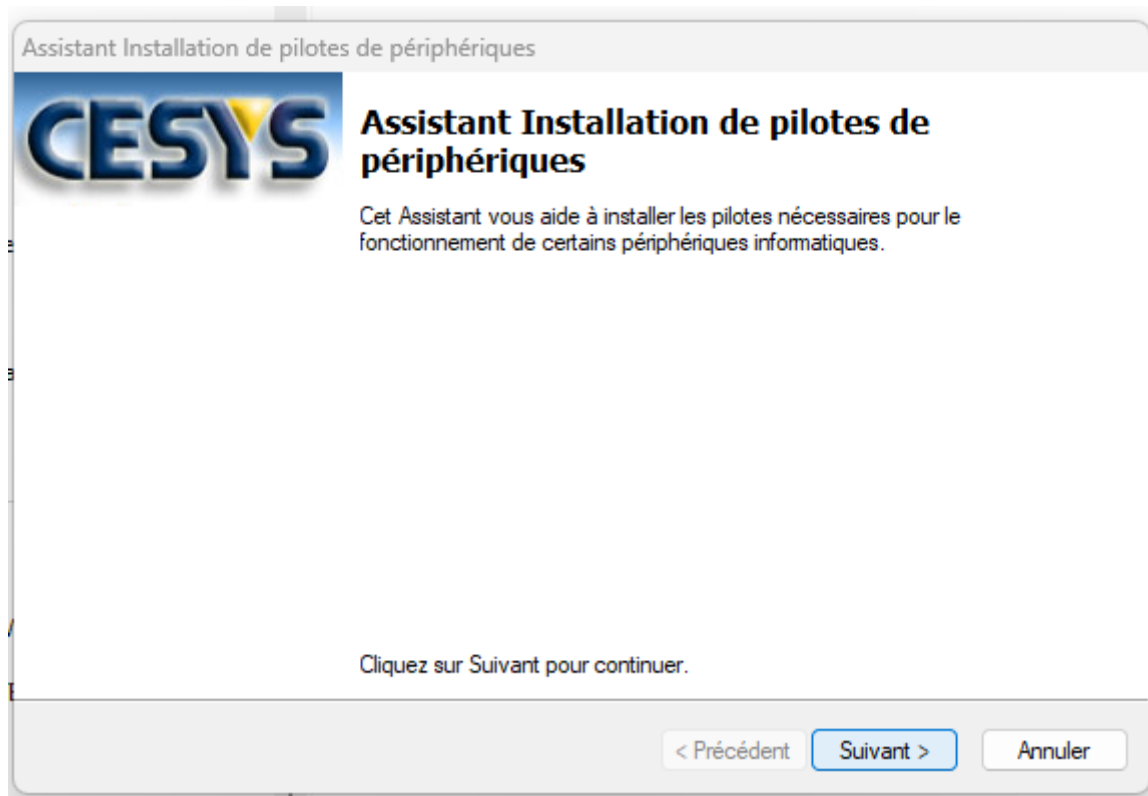 Assistant Installation de pilotes de périphériques
CESYS
Assistant Installation de pilotes de
périphériques
Cet Assistant vous aide à installer les pilotes nécessaires pour le
fonctionnement de certains périphériques informatiques.
Cliquez sur Suivant pour continuer.
< Précédent
Suivant >
Annuler